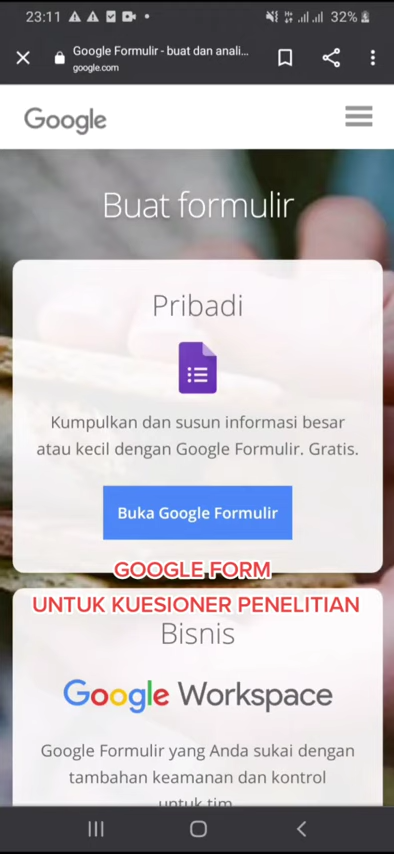 23:11
32%
Google Formulir - buat dan anali...
google.com
Google
Buat formulir
Pribadi
Kumpulkan dan susun informasi besar
atau kecil dengan Google Formulir. Gratis.
Buka Google Formulir
GOOGLE FORM
UNTUK KUESIONER PENELITIAN
Bisnis
Google Workspace
Google Formulir yang Anda sukai dengan
tambahan keamanan dan kontrol
untuk tim